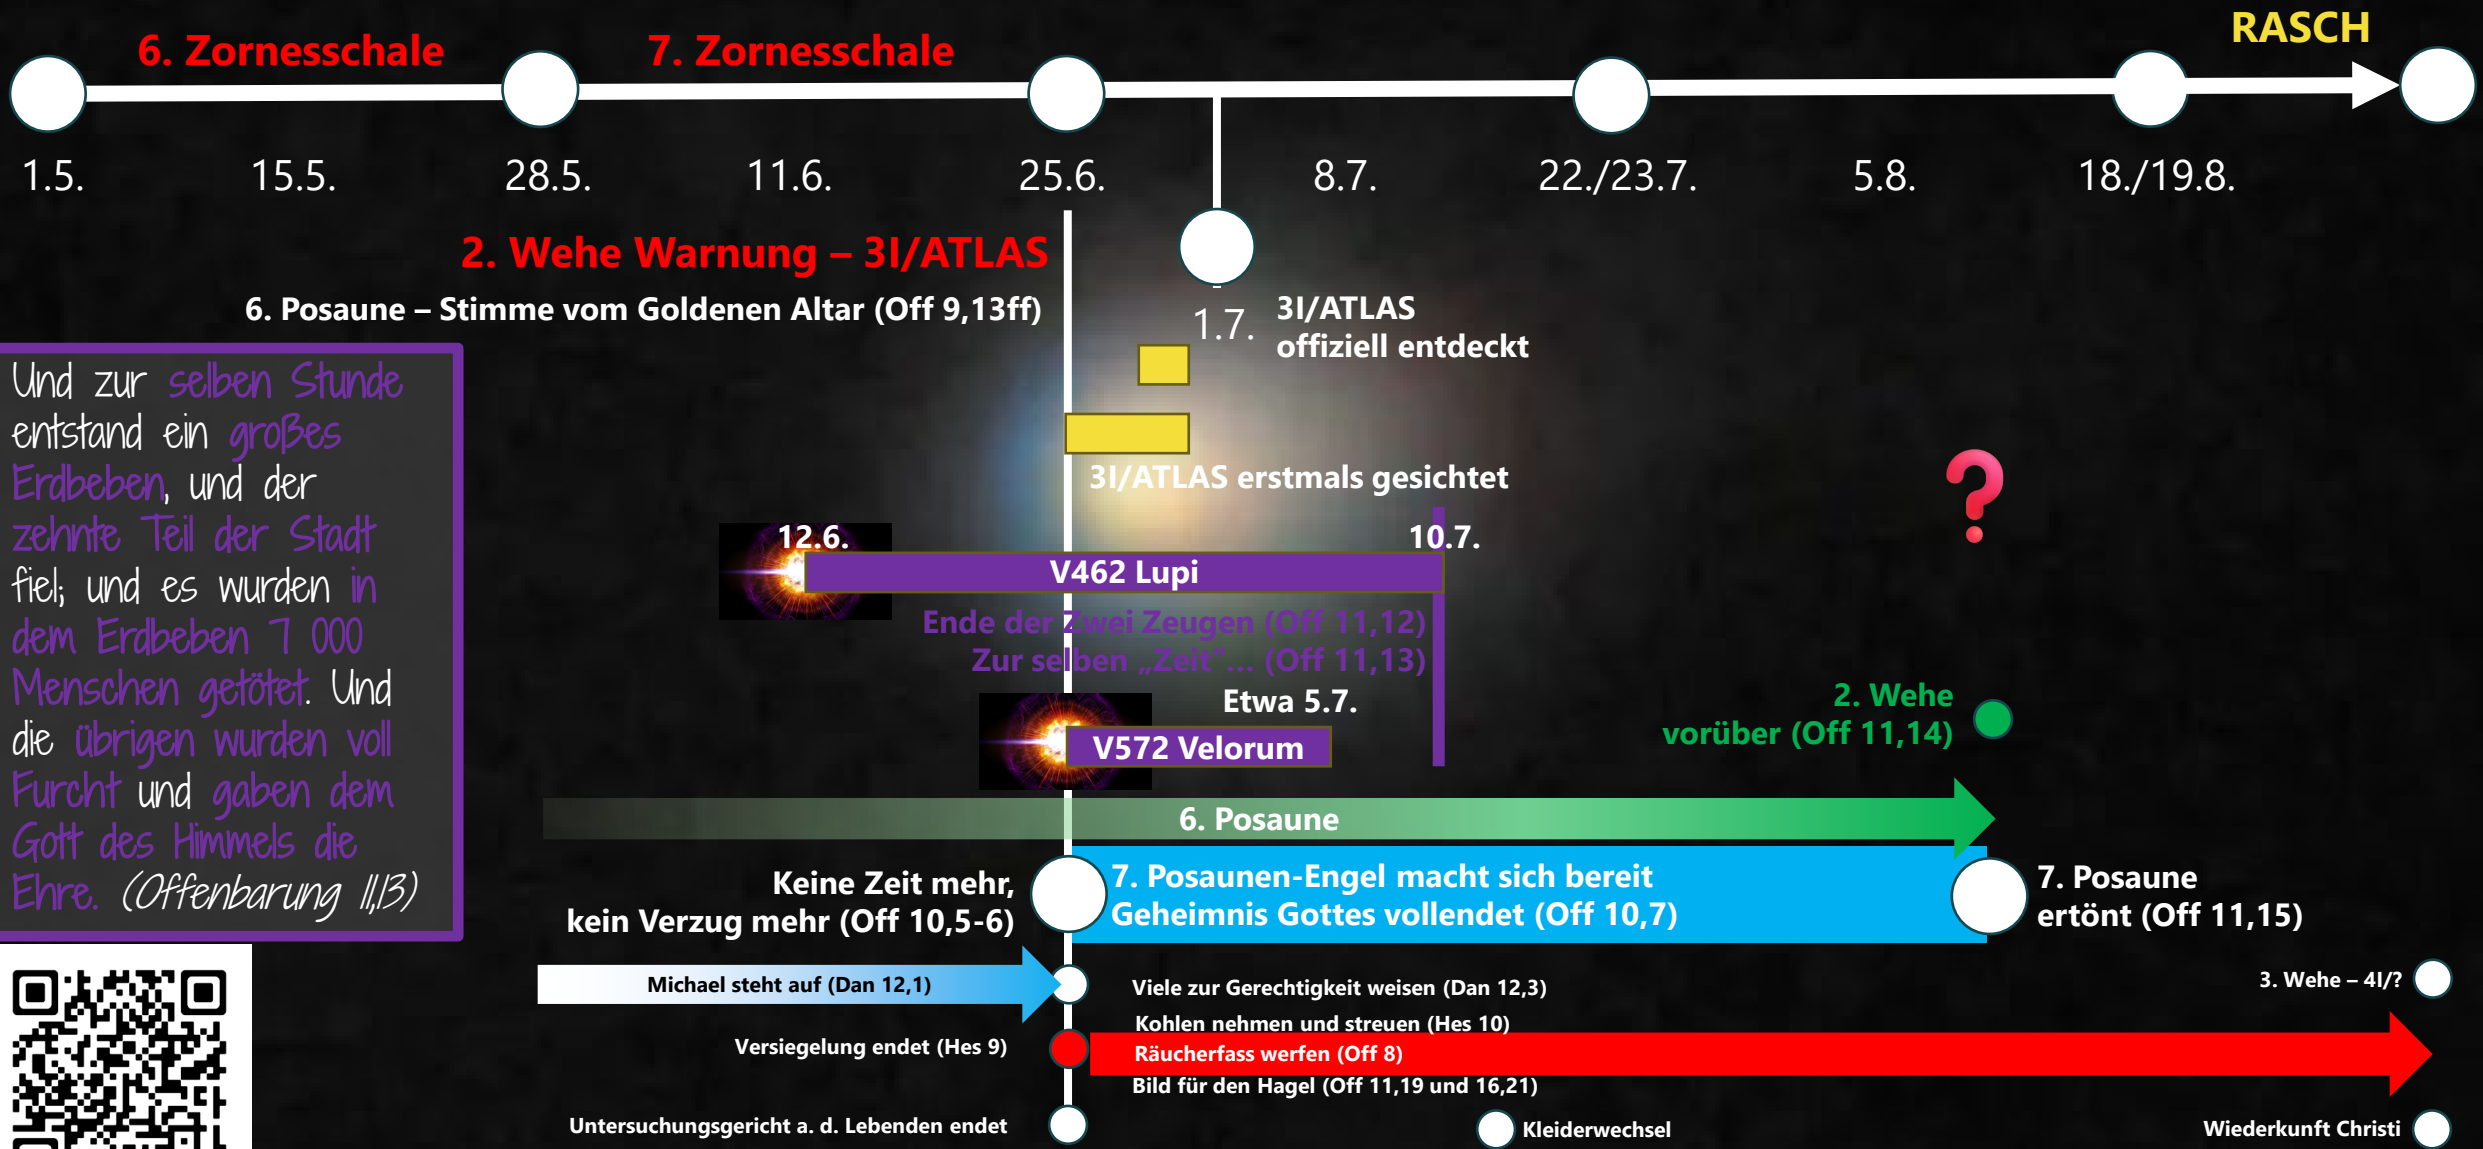 6. Zornesschale
7. Zornesschale
RASCH
1.5.
15.5.
28.5.
11.6.
25.6.
8.7.
22./23.7.
5.8.
18./19.8.
2. Wehe Warnung – 3I/ATLAS
6. Posaune – Stimme vom Goldenen Altar (Off 9,13ff)
1.7.
3I/ATLAS
offiziell entdeckt
Und zur selben Stunde
entstand ein großes
Erdbeben, und der
zehnte Teil der Stadt
fiel; und es wurden in
dem Erdbeben 7 000
Menschen getötet. Und
die übrigen wurden voll
Furcht und gaben dem
Gott des Himmels die
Ehre. (Offenbarung 11,13)
3I/ATLAS erstmals gesichtet
12.6.
10.7.
V462 Lupi
Ende der Zwei Zeugen (Off 11,12)
Zur selben „Zeit“... (Off 11,13)
Etwa 5.7.
V572 Velorum
❓
2. Wehe
vorüber (Off 11,14)
6. Posaune
Keine Zeit mehr,
kein Verzug mehr (Off 10,5-6)
7. Posaunen-Engel macht sich bereit
Geheimnis Gottes vollendet (Off 10,7)
7. Posaune
ertönt (Off 11,15)
Michael steht auf (Dan 12,1)
Viele zur Gerechtigkeit weisen (Dan 12,3)
3. Wehe – 4I/?
Versiegelung endet (Hes 9)
Kohlen nehmen und streuen (Hes 10)
Räucherfass werfen (Off 8)
Bild für den Hagel (Off 11,19 und 16,21)
Untersuchungsgericht a. d. Lebenden endet
Kleiderwechsel
Wiederkunft Christi